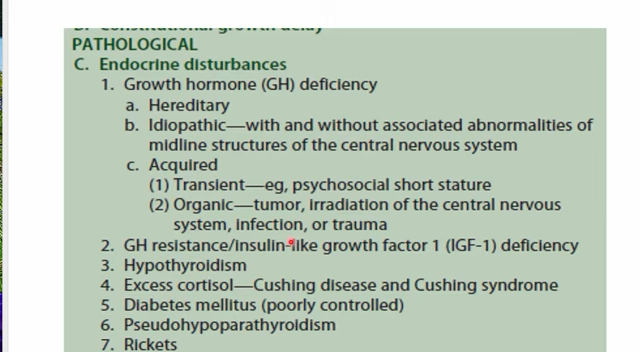 B. Constitutional growth delay
PATHOLOGICAL
C. Endocrine disturbances
1. Growth hormone (GH) deficiency
a. Hereditary
b. Idiopathic—with and without associated abnormalities of
midline structures of the central nervous system
c. Acquired
(1) Transient—eg, psychosocial short stature
(2) Organic—tumor, irradiation of the central nervous
system, infection, or trauma
2. GH resistance/insulin-like growth factor 1 (IGF-1) deficiency
3. Hypothyroidism
4. Excess cortisol—Cushing disease and Cushing syndrome
5. Diabetes mellitus (poorly controlled)
6. Pseudohypoparathyroidism
7. Rickets